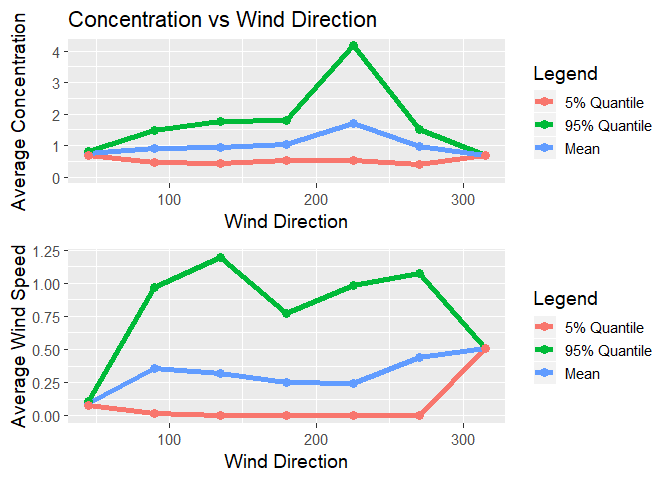 Concentration vs Wind Direction
Average Concentration
4
3
2
1
0
100 200 300
Wind Direction
Legend
5% Quantile
95% Quantile
Mean
Average Wind Speed
1.25
1.00
0.75
0.50
0.25
0.00
100 200 300
Wind Direction
Legend
5% Quantile
95% Quantile
Mean